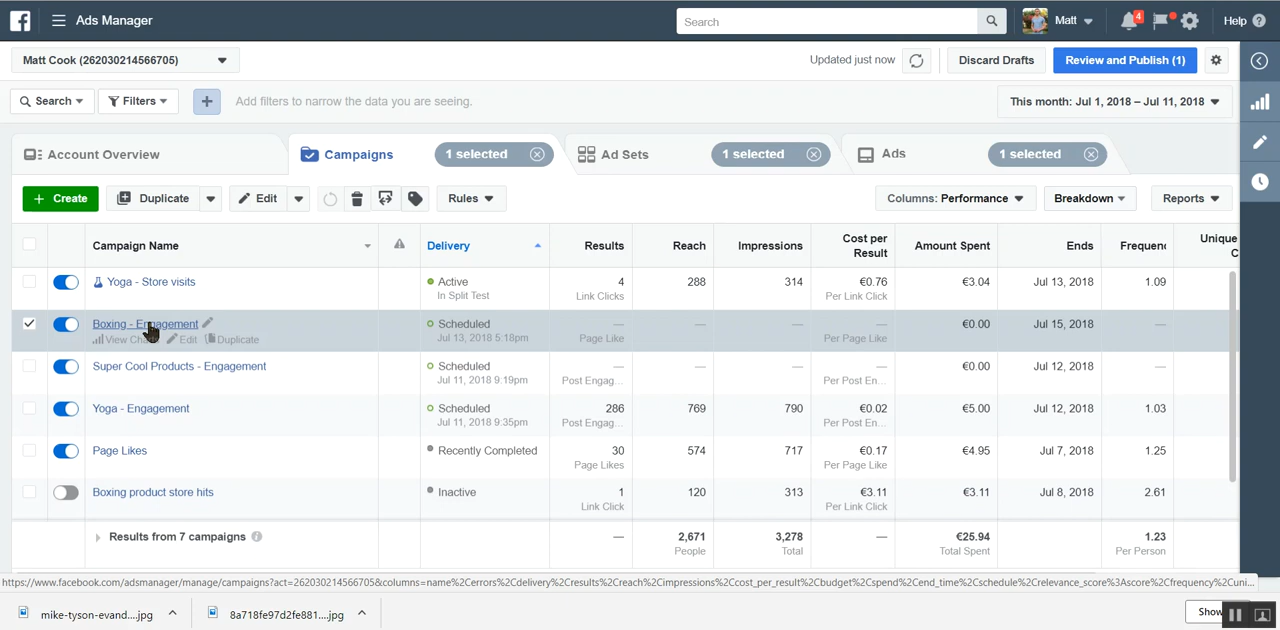 Ads Manager
Search
Matt
4
Help
Matt Cook (262030214566705)
Updated just now
Discard Drafts
Review and Publish (1)
Search
Filters
Add filters to narrow the data you are seeing.
This month: Jul 1, 2018 – Jul 11, 2018
Account Overview
Campaigns
1 selected
Ad Sets
1 selected
Ads
1 selected
+ Create
Duplicate
Edit
Rules
Columns: Performance
Breakdown
Reports
Campaign Name
Delivery
Results
Reach
Impressions
Cost per
Result
Amount Spent
Ends
Frequenc
Unique
C
Yoga - Store visits
Active
In Split Test
4
Link Clicks
288
314
€0.76
Per Link Click
€3.04
Jul 13, 2018
1.09
Boxing - Engagement
View Cha
Edit
Duplicate
Scheduled
Jul 13, 2018 5:18pm
—
Page Like
—
—
—
Per Page Like
€0.00
Jul 15, 2018
—
Super Cool Products - Engagement
Scheduled
Jul 11, 2018 9:19pm
—
Post Engag...
—
—
—
Per Post En...
€0.00
Jul 12, 2018
—
Yoga - Engagement
Scheduled
Jul 11, 2018 9:35pm
286
Post Engag...
769
790
€0.02
Per Post En...
€5.00
Jul 12, 2018
1.03
Page Likes
Recently Completed
30
Page Likes
574
717
€0.17
Per Page Like
€4.95
Jul 7, 2018
1.25
Boxing product store hits
Inactive
1
Link Click
120
313
€3.11
Per Link Click
€3.11
Jul 8, 2018
2.61
Results from 7 campaigns
—
2,671
People
3,278
Total
—
€25.94
Total Spent
1.23
Per Person
https://www.facebook.com/adsmanager/manage/campaigns?act=262030214566705&columns=name%2Cerrors%2Cdelivery%2Cresults%2Creach%2Cimpressions%2Ccost_per_result%2Cbudget%2Cspend%2Cend_time%2Cschedule%2Crelevance_score%3Ascore%2Cfrequency%2Cuni...
mike-tyson-evand....jpg
8a718fe97d2fe881....jpg
Show